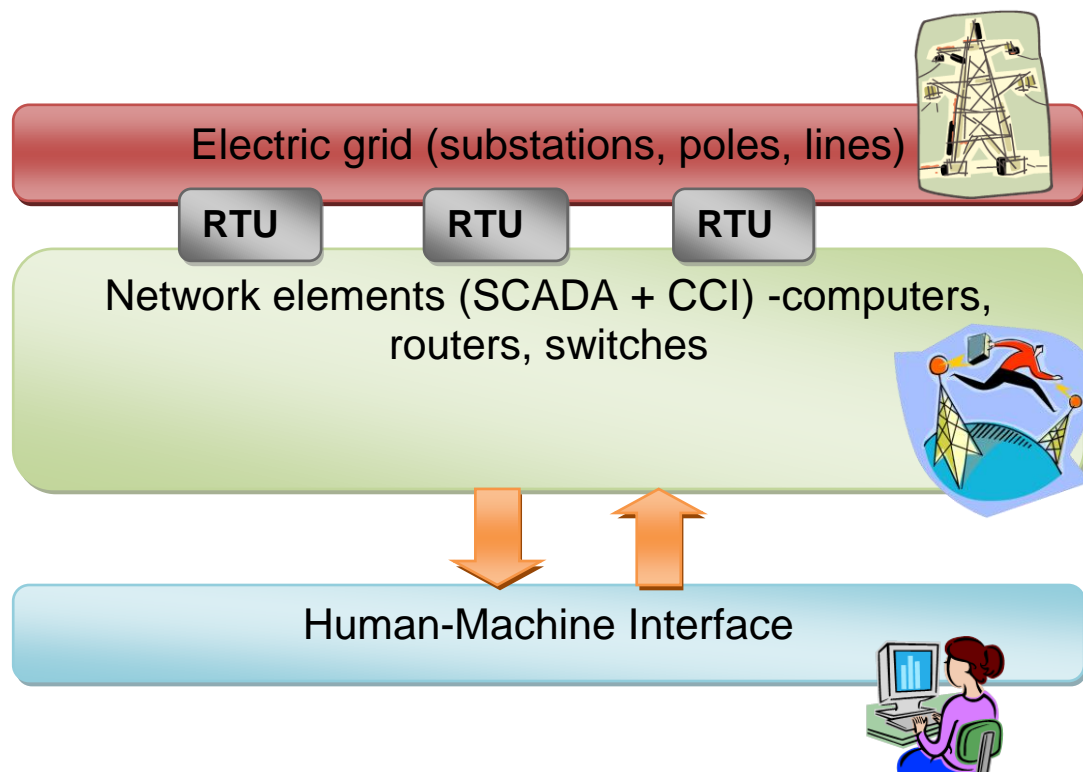 Electric grid (substations, poles, lines)
RTU RTU RTU
Network elements (SCADA + CCI) -computers,
routers, switches
Human-Machine Interface